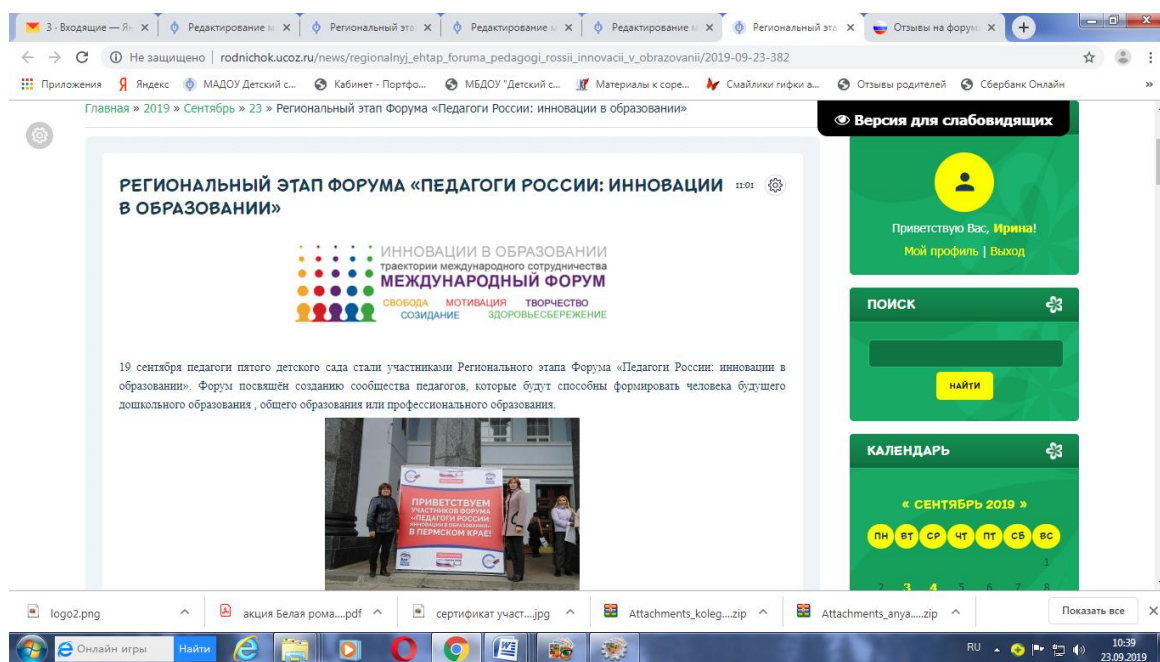 3 · Входящие — Ян
Редактирование м
Региональный эта
Редактирование м
Редактирование м
Региональный эта
Отзывы на форум
Не защищено | rodnichok.ucoz.ru/news/regionalnyj_ehtap_foruma_pedagogi_rossii_innovacii_v_obrazovanii/2019-09-23-382
Приложения Яндекс МАДОУ Детский с... Кабинет - Портфо... МБДОУ "Детский с... Материалы к соре... Смайлики гифки а... Отзывы родителей Сбербанк Онлайн »
Главная » 2019 » Сентябрь » 23 » Региональный этап Форума «Педагоги России: инновации в образовании»
Версия для слабовидящих
РЕГИОНАЛЬНЫЙ ЭТАП ФОРУМА «ПЕДАГОГИ РОССИИ: ИННОВАЦИИ
В ОБРАЗОВАНИИ»
11:01
ИННОВАЦИИ В ОБРАЗОВАНИИ
траектории международного сотрудничества
МЕЖДУНАРОДНЫЙ ФОРУМ
СВОБОДА МОТИВАЦИЯ ТВОРЧЕСТВО
СОЗИДАНИЕ ЗДОРОВЬЕСБЕРЕЖЕНИЕ
19 сентября педагоги пятого детского сада стали участниками Регионального этапа Форума «Педагоги России: инновации в
образовании». Форум посвящён созданию сообщества педагогов, которые будут способны формировать человека будущего
дошкольного образования , общего образования или профессионального образования.
ПРИВЕТСТВУЕМ
УЧАСТНИКОВ ФОРУМА
«ПЕДАГОГИ РОССИИ:
ИННОВАЦИИ В ОБРАЗОВАНИИ»
В ПЕРМСКОМ КРАЕ!
Приветствую Вас, Ирина!
Мой профиль | Выход
ПОИСК
НАЙТИ
КАЛЕНДАРЬ
« СЕНТЯБРЬ 2019 »
ПН ВТ СР ЧТ ПТ СБ ВС
1
2 3 4 5 6 7 8
logo2.png
акция Белая рома....pdf
сертификат участ....jpg
Attachments_koleg....zip
Attachments_anya.....zip
Показать все
Онлайн игры Найти
RU
10:39
23.09.2019